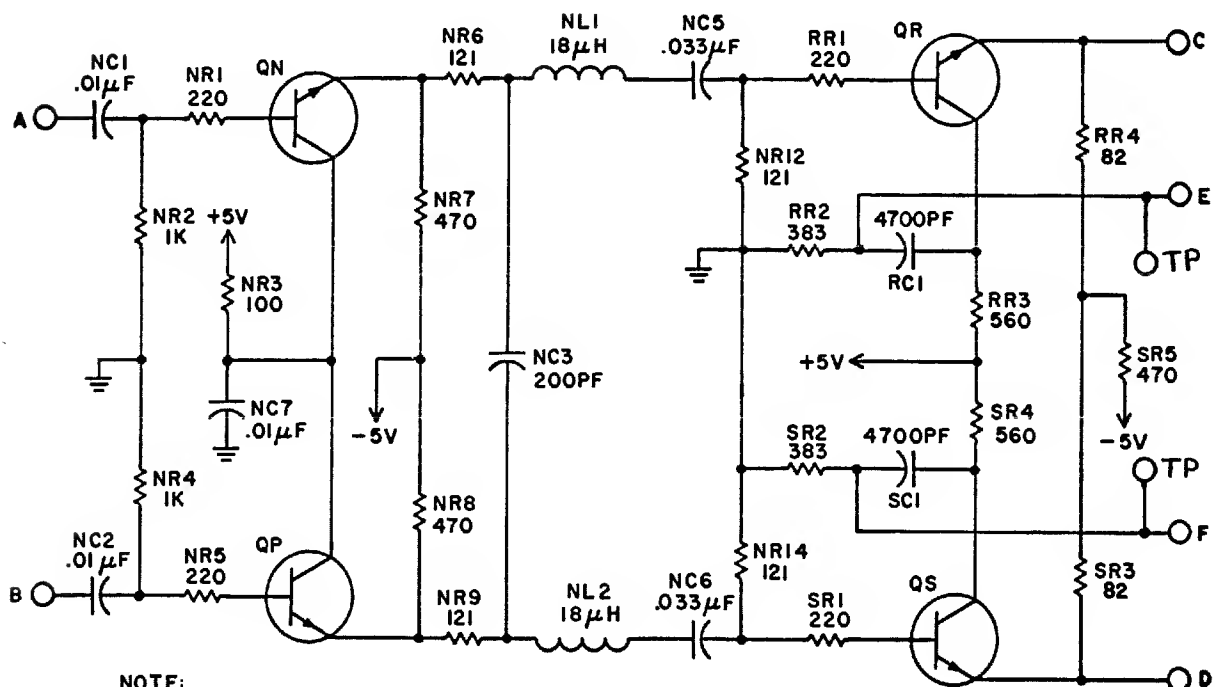 NC1
.01μF
NR1
220
QN
NR6
121
NL1
18μH
NC5
.033μF
RR1
220
QR
C
A
NR2
1K
+5V
NR3
100
NR7
470
NR12
121
RR2
383
4700PF
RC1
RR4
82
E
TP
RR3
560
NC3
200PF
+5V
SR5
470
NC7
.01μF
-5V
SR4
560
-5V
SR2
383
4700PF
SC1
TP
NR4
1K
NR8
470
F
NC2
.01μF
NR5
220
QP
NR9
121
NL2
18μH
NC6
.033μF
NR14
121
SR1
220
QS
SR3
82
B
D
NOTE: